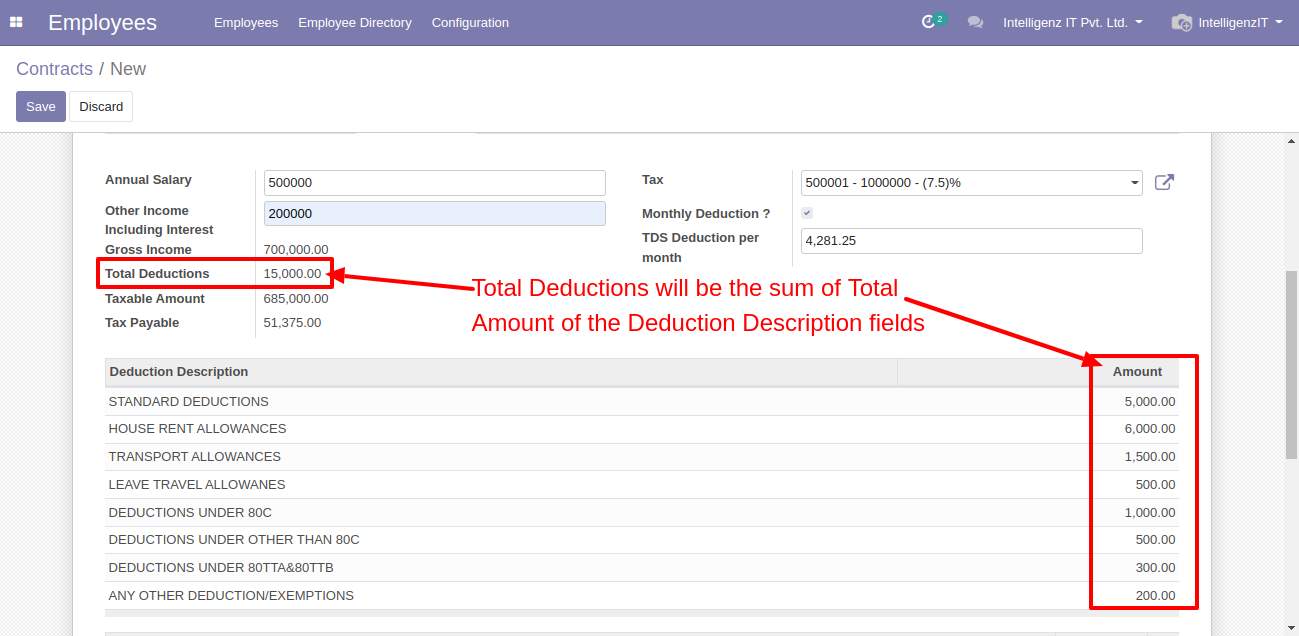 Employees Employees Employee Directory Configuration 2 Intelligenz IT Pvt. Ltd. IntelligenzIT
Contracts / New
Save Discard
Annual Salary 500000
Other Income Including Interest 200000
Gross Income 700,000.00
Total Deductions 15,000.00
Taxable Amount 685,000.00
Tax Payable 51,375.00
Tax 500001 - 1000000 - (7.5)%
Monthly Deduction ?
TDS Deduction per month 4,281.25
Total Deductions will be the sum of Total
Amount of the Deduction Description fields
Deduction Description Amount
STANDARD DEDUCTIONS 5,000.00
HOUSE RENT ALLOWANCES 6,000.00
TRANSPORT ALLOWANCES 1,500.00
LEAVE TRAVEL ALLOWANES 500.00
DEDUCTIONS UNDER 80C 1,000.00
DEDUCTIONS UNDER OTHER THAN 80C 500.00
DEDUCTIONS UNDER 80TTA&80TTB 300.00
ANY OTHER DEDUCTION/EXEMPTIONS 200.00